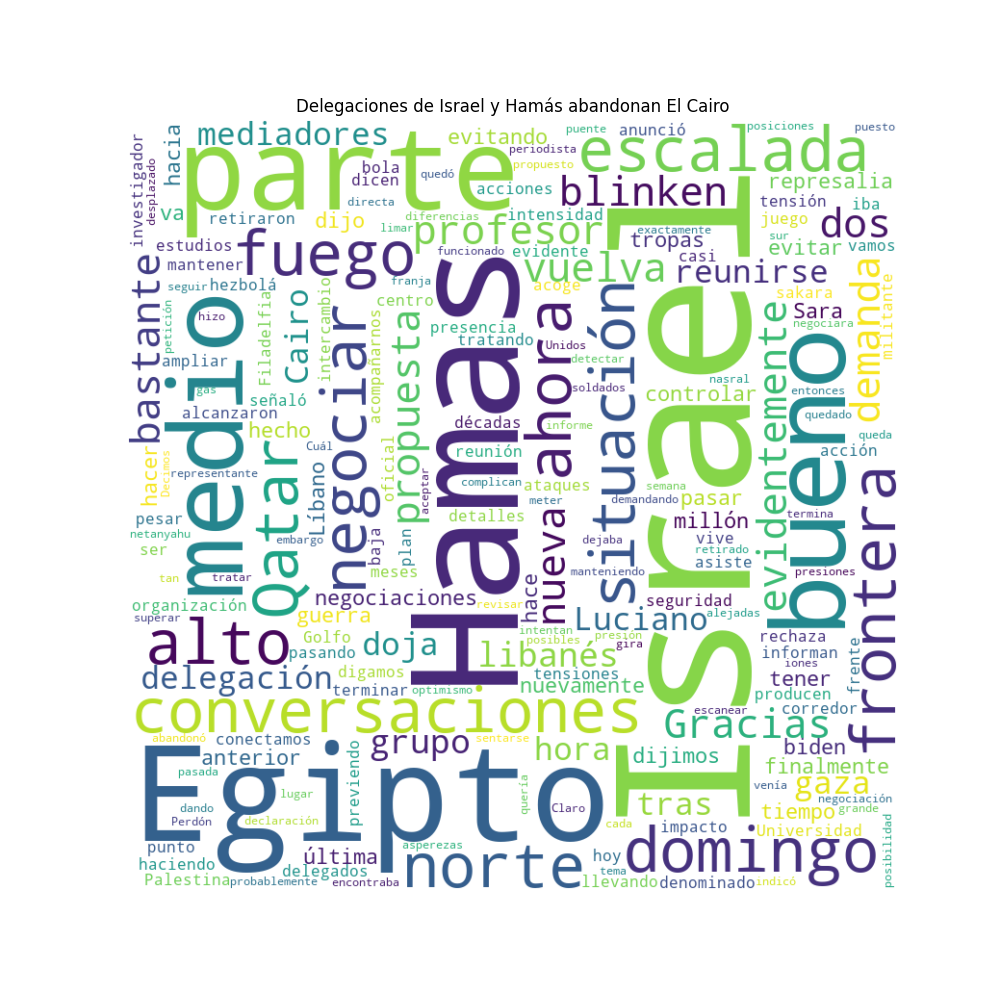 Delegaciones de Israel y Hamás abandonan El Cairo
investigador
desplazado
hacia
mediadores
parte
evitando
puente
anunció
posiciones
puesto
periodista
propuesto
escalada
bola
dicen
quedó
acciones
blinken
represalia
va
retiraron
dijo
directa
diferencias
limar
intensidad
profesor
tensión
iba
dos
juego
estudios
fuego
funcionado
evidente
exactamente
tropas
casi
sur
evitar
vamos
mantener
vuelva
reunirse
bastante
seguir
hezbolá
franja
acoge
centro
sakara
Sara
negociara
militante
demanda
petición
hizo
medio
Filadelfia
Cairo
intercambio
negociar
acompañarnos
propuesta
Hamas
presencia
tratando
Unidos
ahora
detectar
situación
Israel
evidentemente
bueno
ampliar
gas
señaló
alcanzaron
hecho
hacer
Decimos
Cuál
décadas
reunión
soldados
nasral
controlar
entonces
quedado
informe
queda
representante
Qatar
Líbano
oficial
aceptar
complican
ataques
meter
semana
demandando
pasar
acción
frontera
pesar
netanyahu
ser
embargo
baja
plan
detalles
meses
nueva
dejaba
millón
termina
vive
retirado
asiste
presiones
tan
tratar
manteniendo
organización
superar
negociaciones
revisar
hace
seguridad
alejadas
guerra
Luciano
alto
Golfo
pasando
doja
intentan
posibles
presión
gira
libanés
rechaza
informan
iones
frente
delegación
digamos
terminar
optimismo
tensiones
nuevamente
tener
producen
corredor
escanear
conversaciones
Gracias
abandonó
conectamos
anterior
grupo
sentarse
hora
dijimos
biden
venía
finalmente
pasada
Egipto
previendo
lugar
quería
tras
gaza
negociación
grande
dando
Perdón
declaración
cada
Claro
tiempo
Universidad
impacto
punto
haciendo
última
delegados
asperezas
norte
hoy
tema
domingo
posibilidad
Palestina
probablemente
encontraba
llevando
denominado
indicó